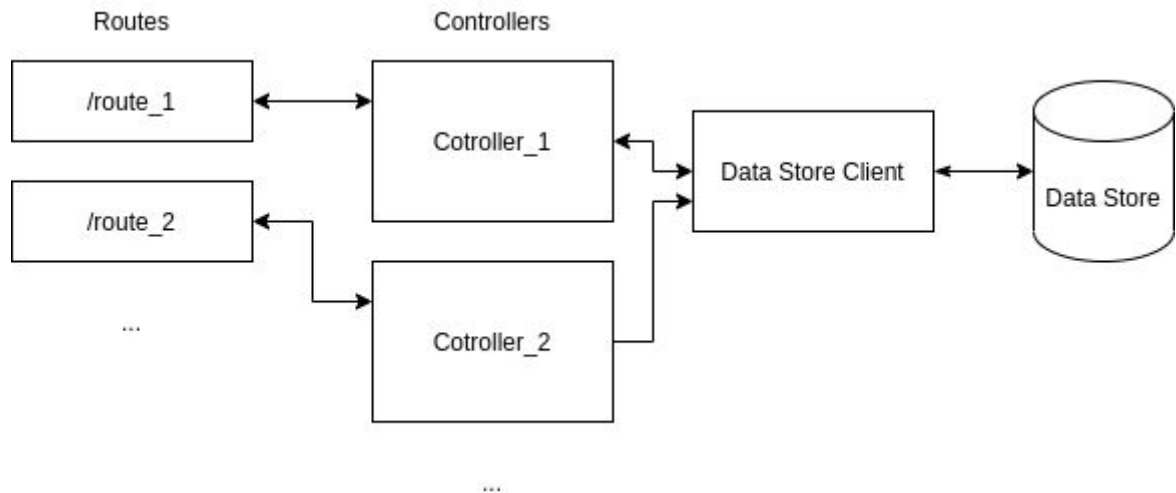 Routes
Controllers
/route_1
Cotroller_1
Data Store Client
Data Store
/route_2
...
Cotroller_2
...